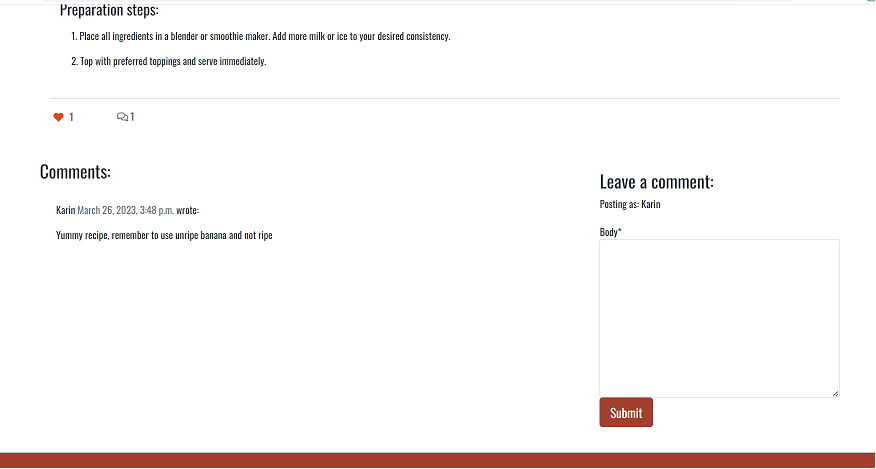 Preparation steps:
1. Place all ingredients in a blender or smoothie maker. Add more milk or ice to your desired consistency.
2. Top with preferred toppings and serve immediately.
1 1
Comments:
Karin March 26, 2023, 3:48 p.m. wrote:
Yummy recipe, remember to use unripe banana and not ripe
Leave a comment:
Posting as: Karin
Body*
Submit